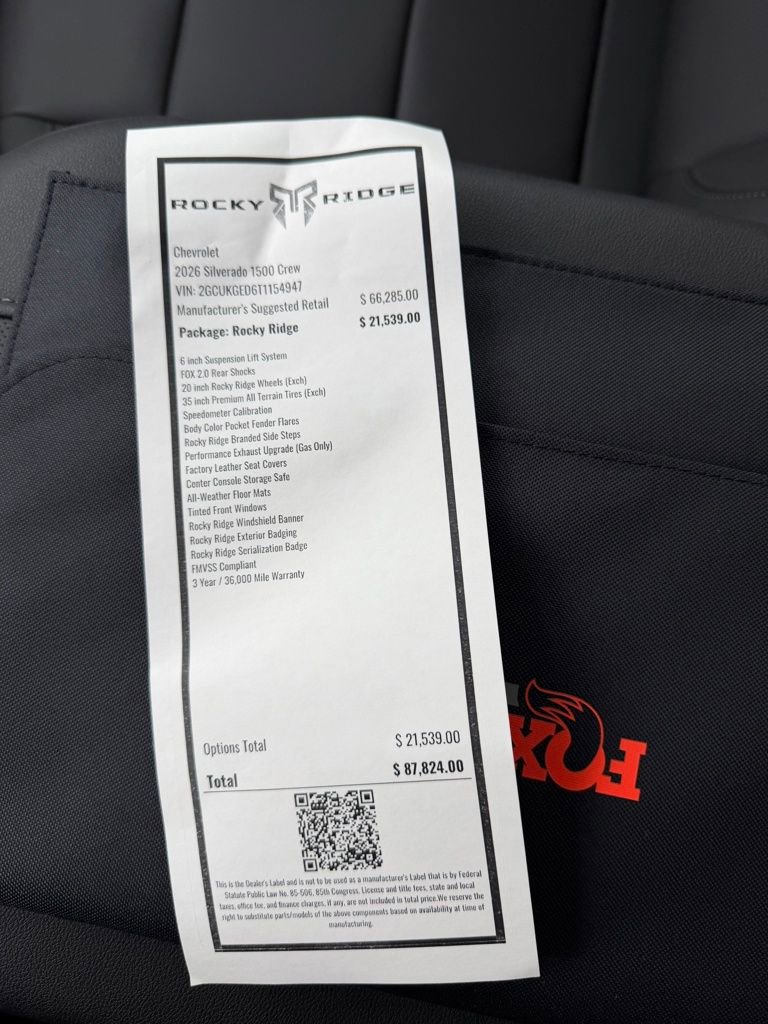 ROCKY RIDGE
Chevrolet
2026 Silverado 1500 Crew
VIN: 2GCUKGED6T1154947
Manufacturer's Suggested Retail $ 66,285.00
Package: Rocky Ridge $ 21,539.00
6 inch Suspension Lift System
FOX 2.0 Rear Shocks
20 inch Rocky Ridge Wheels (Exch)
35 inch Premium All Terrain Tires (Exch)
Speedometer Calibration
Body Color Pocket Fender Flares
Rocky Ridge Branded Side Steps
Performance Exhaust Upgrade (Gas Only)
Factory Leather Seat Covers
Center Console Storage Safe
All-Weather Floor Mats
Tinted Front Windows
Rocky Ridge Windshield Banner
Rocky Ridge Exterior Badging
Rocky Ridge Serialization Badge
FMVSS Compliant
3 Year / 36,000 Mile Warranty
Options Total $ 21,539.00
Total $ 87,824.00
This is the Dealer's Label and is not to be used as a manufacturer's Label that is by Federal
Statute Public Law No. 85-506, 85th Congress. License and title fees, state and local
taxes, office fee, and finance charges, if any, are not included in total price.We reserve the
right to substitute parts/models of the above components based on availability at time of
manufacturing.
FOX